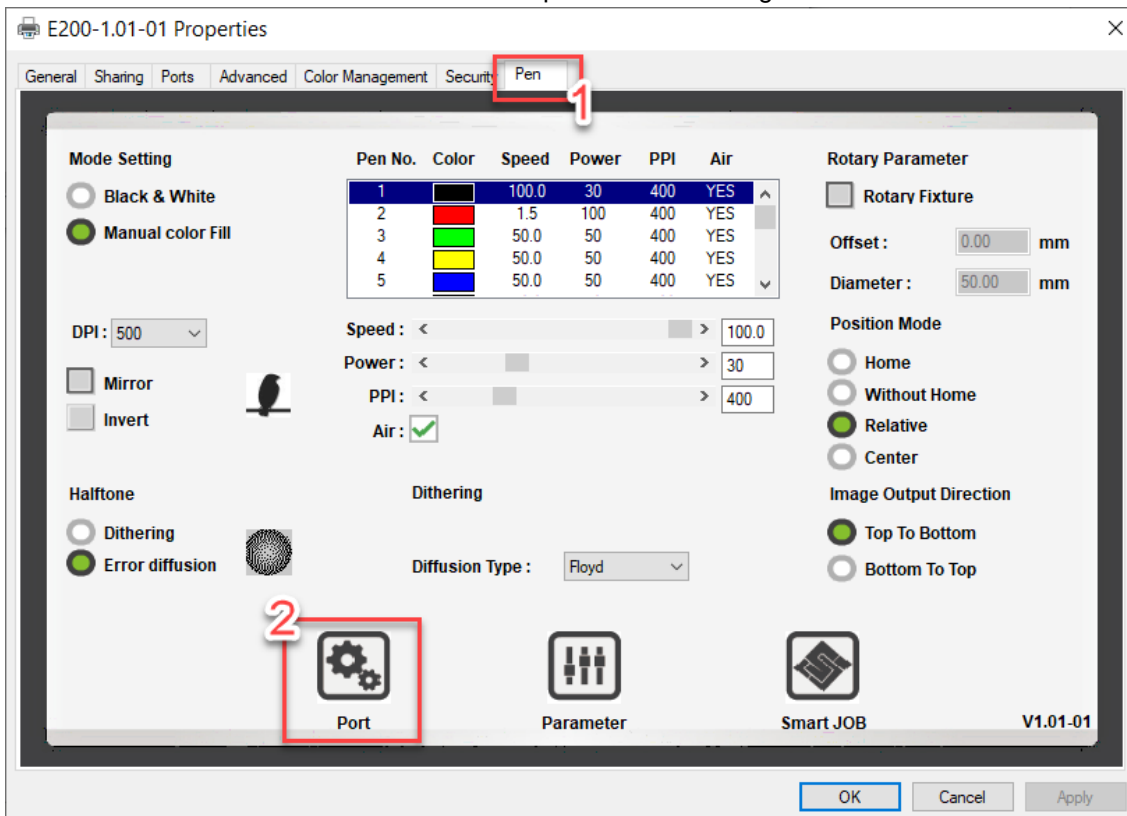 E200-1.01-01 Properties
General Sharing Ports Advanced Color Management Security Pen
1
Mode Setting
Black & White
Manual color Fill
Pen No. Color Speed Power PPI Air
1 100.0 30 400 YES
2 1.5 100 400 YES
3 50.0 50 400 YES
4 50.0 50 400 YES
5 50.0 50 400 YES
Rotary Parameter
Rotary Fixture
Offset : 0.00 mm
Diameter : 50.00 mm
DPI : 500
Mirror
Invert
Speed : 100.0
Power : 30
PPI : 400
Air :
Position Mode
Home
Without Home
Relative
Center
Halftone
Dithering
Error diffusion
Dithering
Diffusion Type : Floyd
Image Output Direction
Top To Bottom
Bottom To Top
2
Port
Parameter
Smart JOB
V1.01-01
OK Cancel Apply